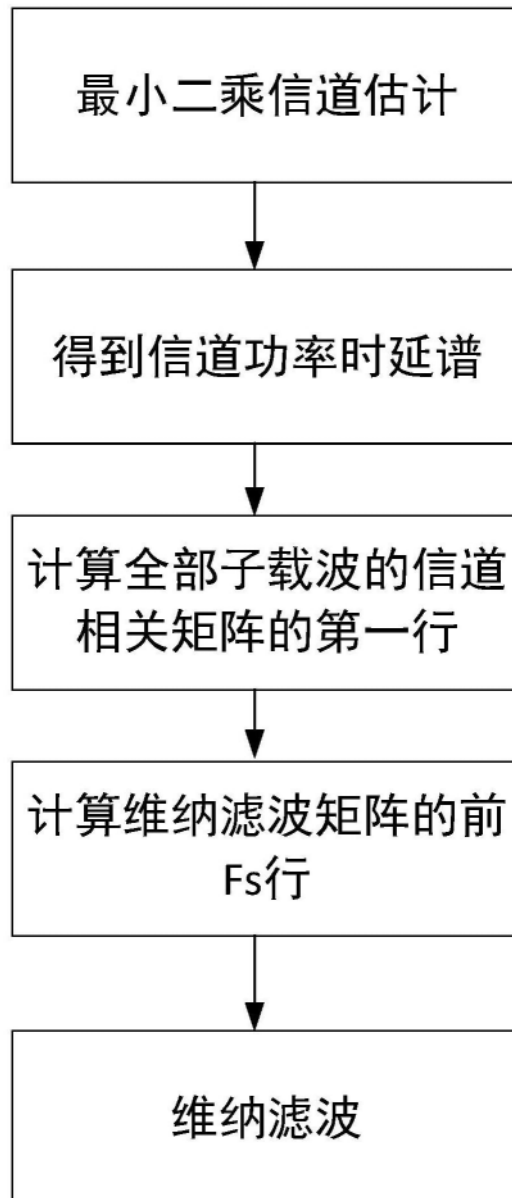 最小二乘信道估计
得到信道功率时延谱
计算全部子载波的信道
相关矩阵的第一行
计算维纳滤波矩阵的前
Fs行
维纳滤波